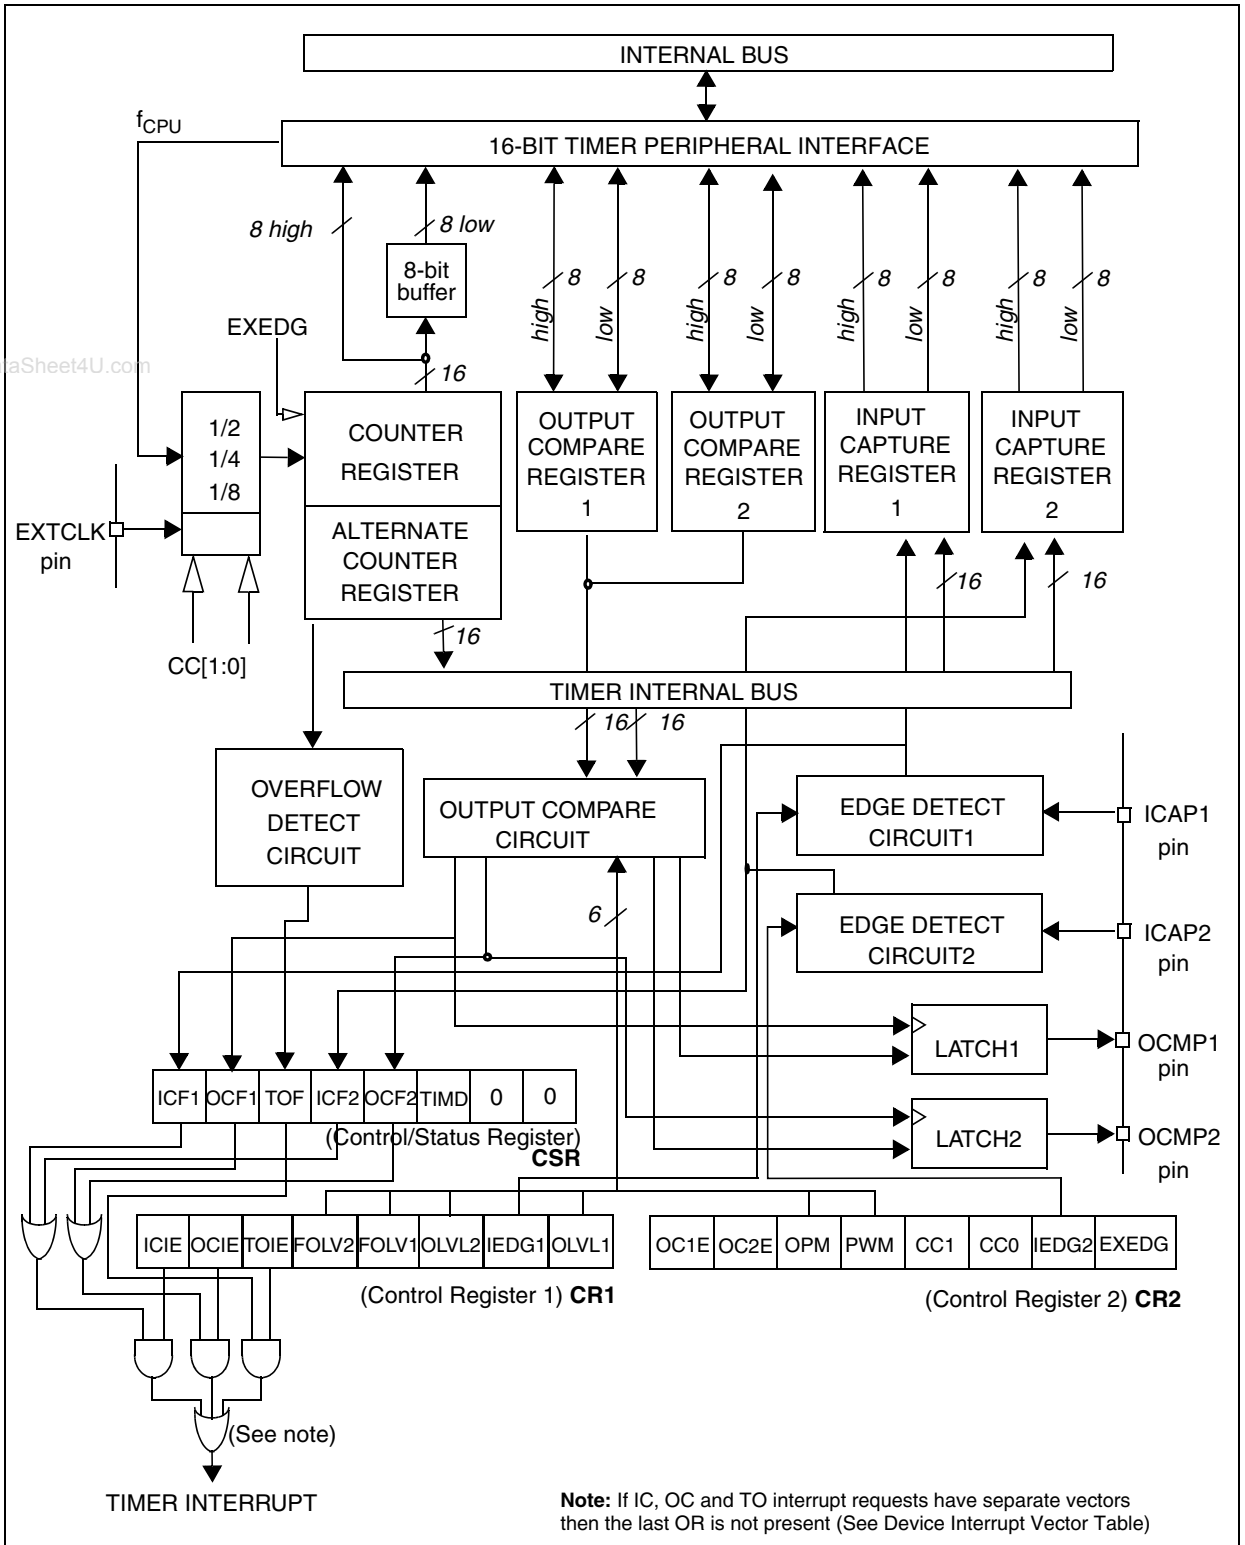 INTERNAL BUS
fCPU
16-BIT TIMER PERIPHERAL INTERFACE
8 high
8 low
8-bit
buffer
8
8
8
8
8
8
8
8
high
low
high
low
high
low
high
low
EXEDG
taSheet4U.com
16
1/2
1/4
1/8
COUNTER
REGISTER
OUTPUT
COMPARE
REGISTER
1
OUTPUT
COMPARE
REGISTER
2
INPUT
CAPTURE
REGISTER
1
INPUT
CAPTURE
REGISTER
2
EXTCLK
pin
ALTERNATE
COUNTER
REGISTER
16
16
16
CC[1:0]
TIMER INTERNAL BUS
16
16
OVERFLOW
DETECT
CIRCUIT
OUTPUT COMPARE
CIRCUIT
EDGE DETECT
CIRCUIT1
ICAP1
pin
6
EDGE DETECT
CIRCUIT2
ICAP2
pin
LATCH1
OCMP1
pin
ICF1 OCF1 TOF ICF2 OCF2 TIMD 0 0
(Control/Status Register)
CSR
LATCH2
OCMP2
pin
ICIE OCIE TOIE FOLV2 FOLV1 OLVL2 IEDG1 OLVL1
OC1E OC2E OPM PWM CC1 CC0 IEDG2 EXEDG
(Control Register 1) CR1
(Control Register 2) CR2
(See note)
TIMER INTERRUPT
Note: If IC, OC and TO interrupt requests have separate vectors
then the last OR is not present (See Device Interrupt Vector Table)